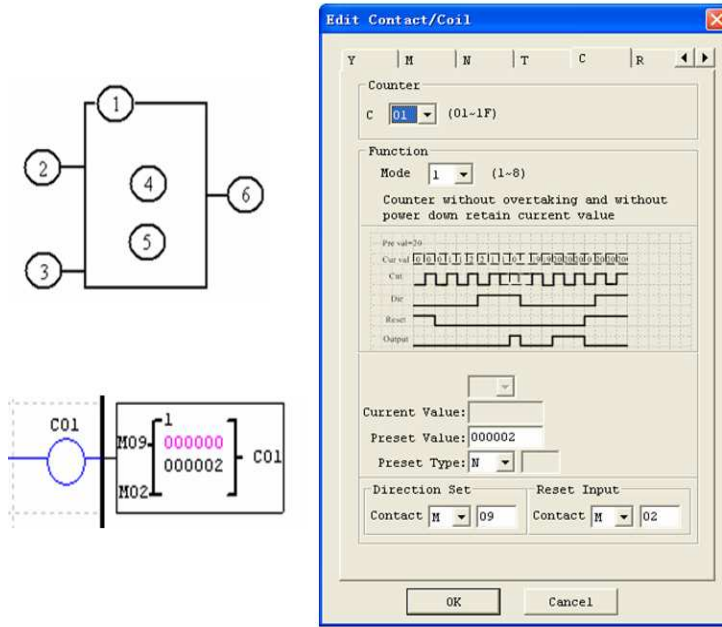 1
2
3
4
5
6
C01
1
M09
000000
000002
C01
M02
Edit Contact/Coil
Y M N T C R
Counter
C 01 (01~1F)
Function
Mode 1 (1~8)
Counter without overtaking and without
power down retain current value
Pre val=20
Cur val
Cnt
Dir
Reset
Output
Current Value:
Preset Value: 000002
Preset Type: N
Direction Set
Contact M 09
Reset Input
Contact M 02
OK Cancel